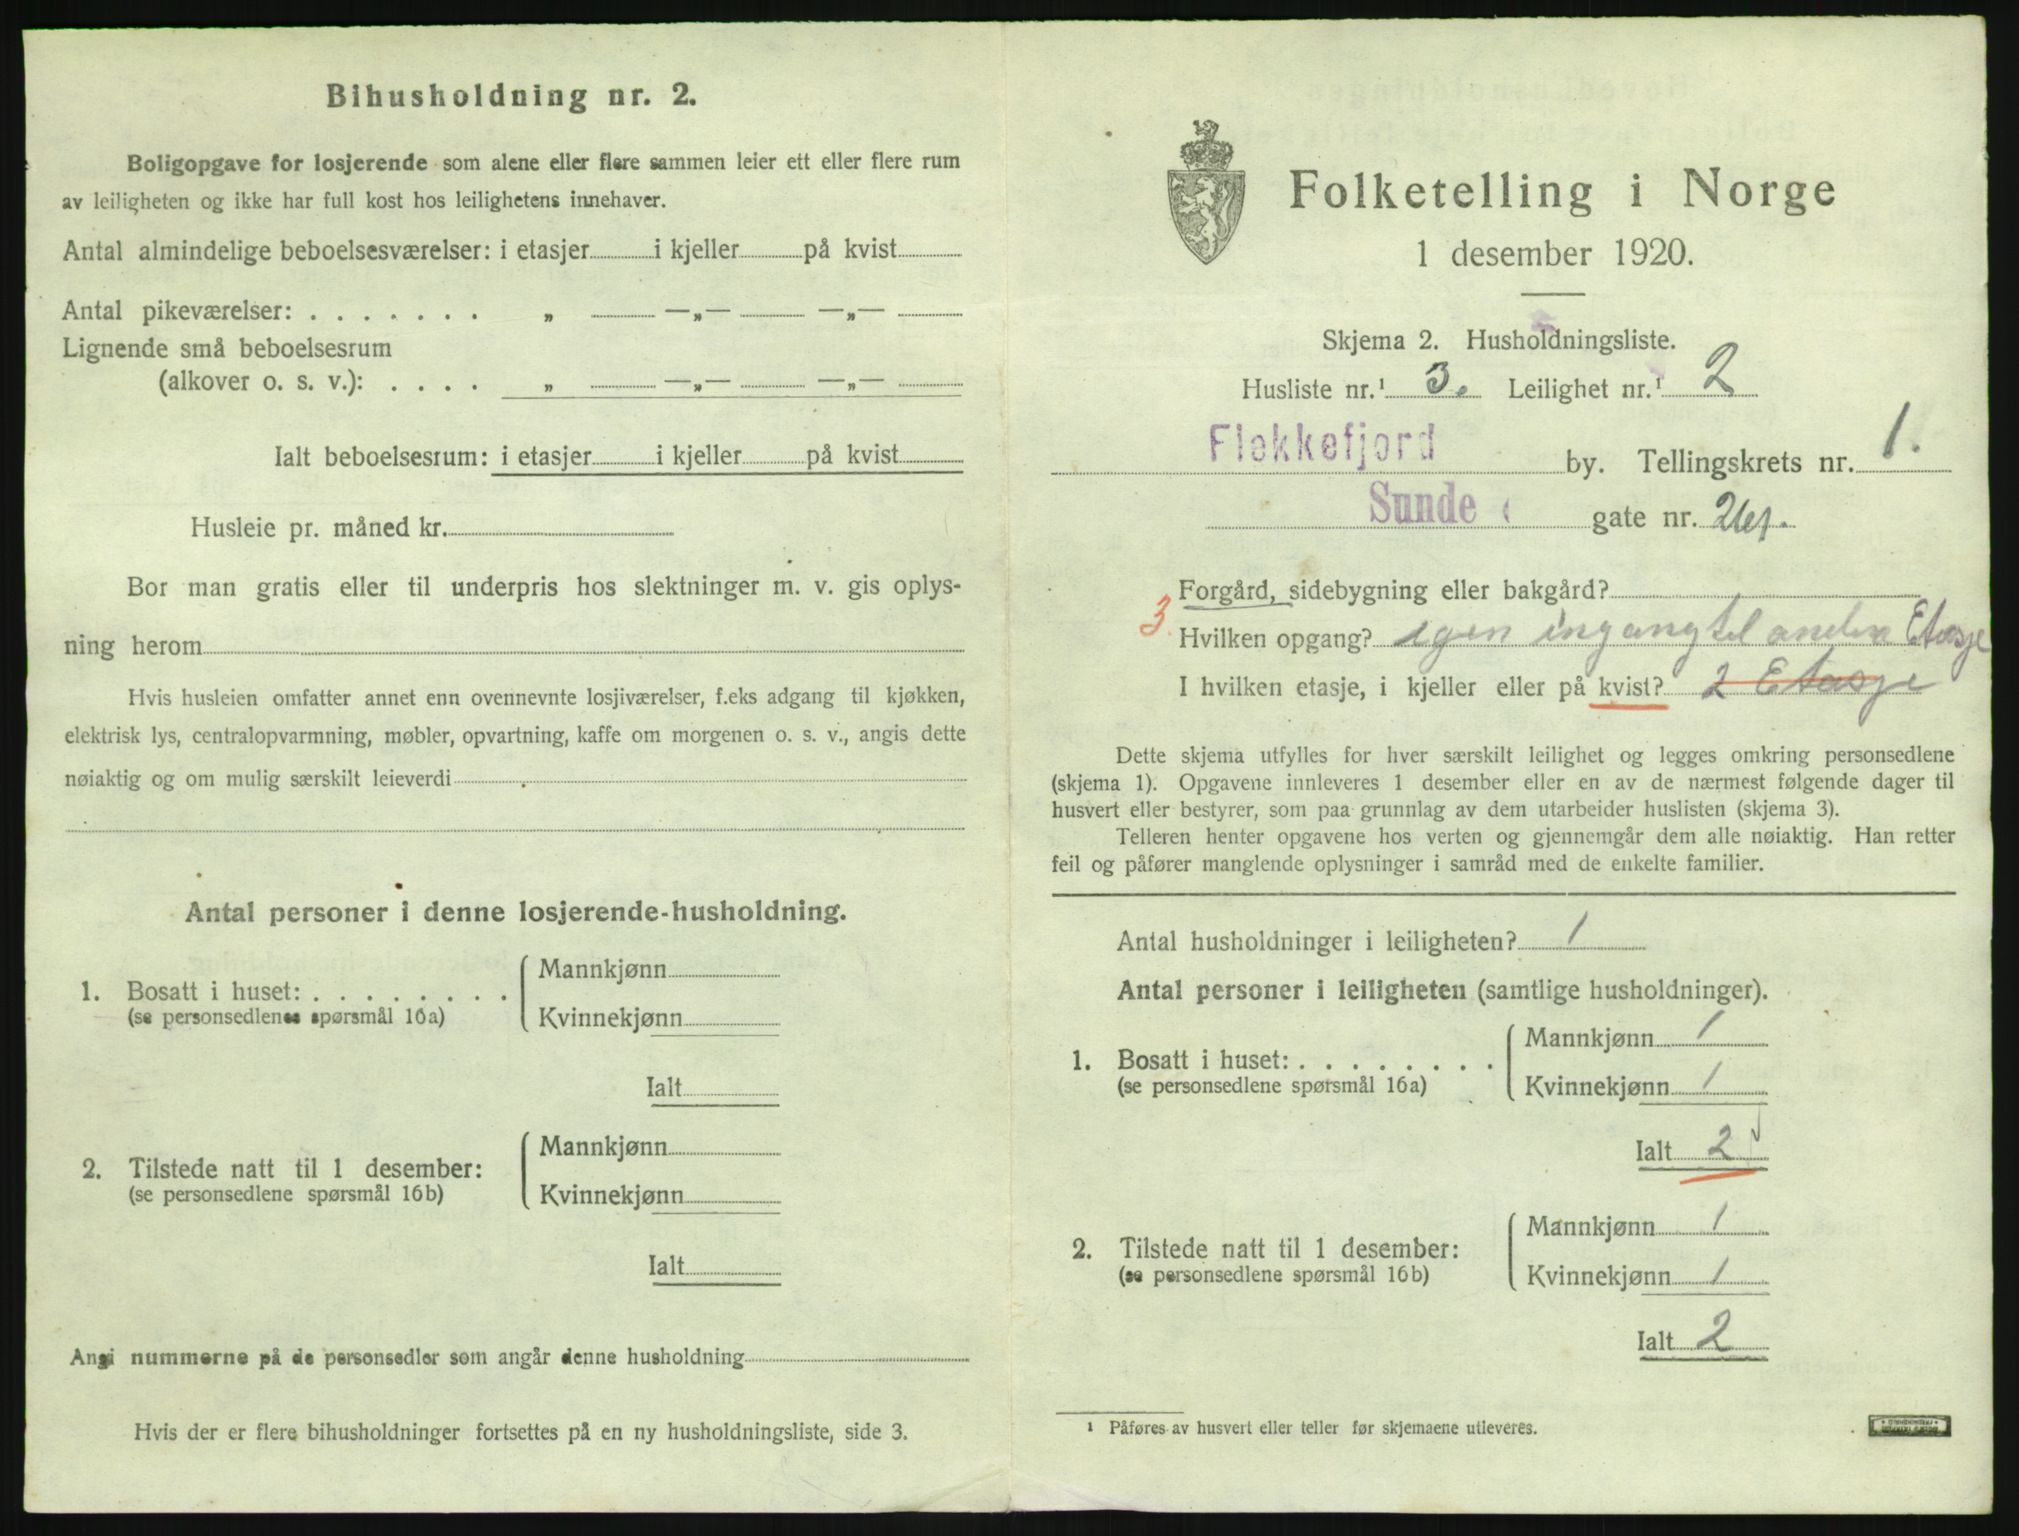 Bihusholdning nr. 2.
Boligopgave for losjerende som alene eller flere sammen leier ett eller flere rum
av leiligheten og ikke har full kost hos leilighetens innehaver.
Antal almindelige beboelsesværelser: i etasjer i kjeller på kvist
Antal pikeværelser: . . . . . . . „ —„— —„—
Lignende små beboelsesrum
(alkover o. s. v.): . . . . „ —„— —„—
Ialt beboelsesrum: i etasjer i kjeller på kvist
Husleie pr. måned kr.
Bor man gratis eller til underpris hos slektninger m. v. gis oplys-
ning herom
Hvis husleien omfatter annet enn ovennevnte losjiværelser, f.eks adgang til kjøkken,
elektrisk lys, centralopvarmning, møbler, opvartning, kaffe om morgenen o. s. v., angis dette
nøiaktig og om mulig særskilt leieverdi
Antal personer i denne losjerende-husholdning.
1. Bosatt i huset: . . . . . . . . Mannkjønn
(se personsedlenes spørsmål 16a) Kvinnekjønn
Ialt
2. Tilstede natt til 1 desember: Mannkjønn
(se personsedlene spørsmål 16b) Kvinnekjønn
Ialt
Angi nummerne på de personsedler som angår denne husholdning
Hvis der er flere bihusholdninger fortsettes på en ny husholdningsliste, side 3.
Folketelling i Norge
1 desember 1920.
Skjema 2. Husholdningsliste.
Husliste nr.¹ 3. Leilighet nr.¹ 2
Flekkefjord by. Tellingskrets nr. 1.
Sunde gate nr.
Forgård, sidebygning eller bakgård?
3 Hvilken opgang? egen ingang til anden Etasje
I hvilken etasje, i kjeller eller på kvist? 2 Etasje
Dette skjema utfylles for hver særskilt leilighet og legges omkring personsedlene
(skjema 1). Opgavene innleveres 1 desember eller en av de nærmest følgende dager til
husvert eller bestyrer, som paa grunnlag av dem utarbeider huslisten (skjema 3).
Telleren henter opgavene hos verten og gjennemgår dem alle nøiaktig. Han retter
feil og påfører manglende oplysninger i samråd med de enkelte familier.
Antal husholdninger i leiligheten? 1
Antal personer i leiligheten (samtlige husholdninger).
1. Bosatt i huset: . . . . . . . . Mannkjønn 1
(se personsedlene spørsmål 16a) Kvinnekjønn 1
Ialt 2
2. Tilstede natt til 1 desember: Mannkjønn 1
(se personsedlene spørsmål 16b) Kvinnekjønn 1
Ialt 2
¹ Påføres av husvert eller teller før skjemaene utleveres.